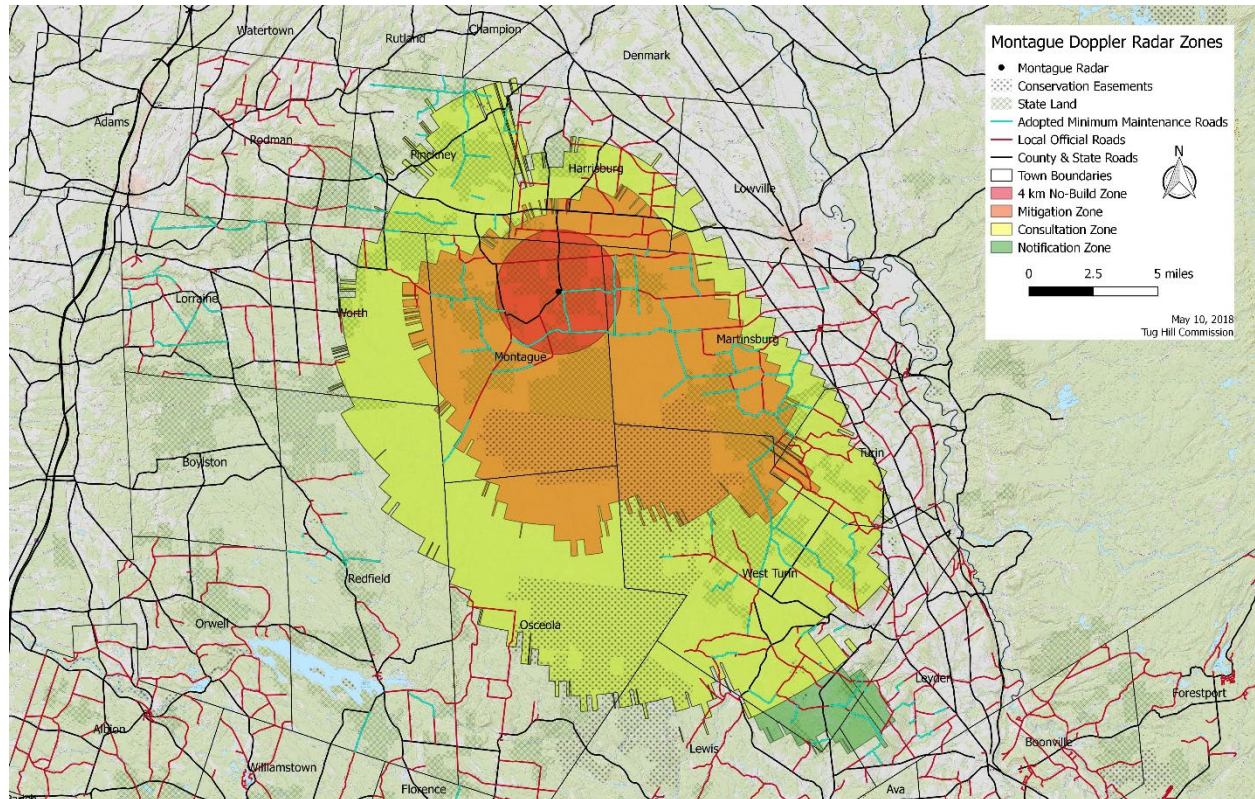 Montague Doppler Radar Zones
Montague Radar
Conservation Easements
State Land
Adopted Minimum Maintenance Roads
Local Official Roads
County & State Roads
Town Boundaries
4 km No-Build Zone
Mitigation Zone
Consultation Zone
Notification Zone
N
0 2.5 5 miles
May 10, 2018
Tug Hill Commission
Watertown
Rutland
Champion
Denmark
Adams
Rodman
Pinckney
Harrisburg
Lowville
Lorraine
Worth
Montague
Martinsburg
Boylston
Turin
Redfield
West Turin
Orwell
Osceola
Leyder
Forestport
Albion
Lewis
Boonville
Williamstown
Florence
Ava